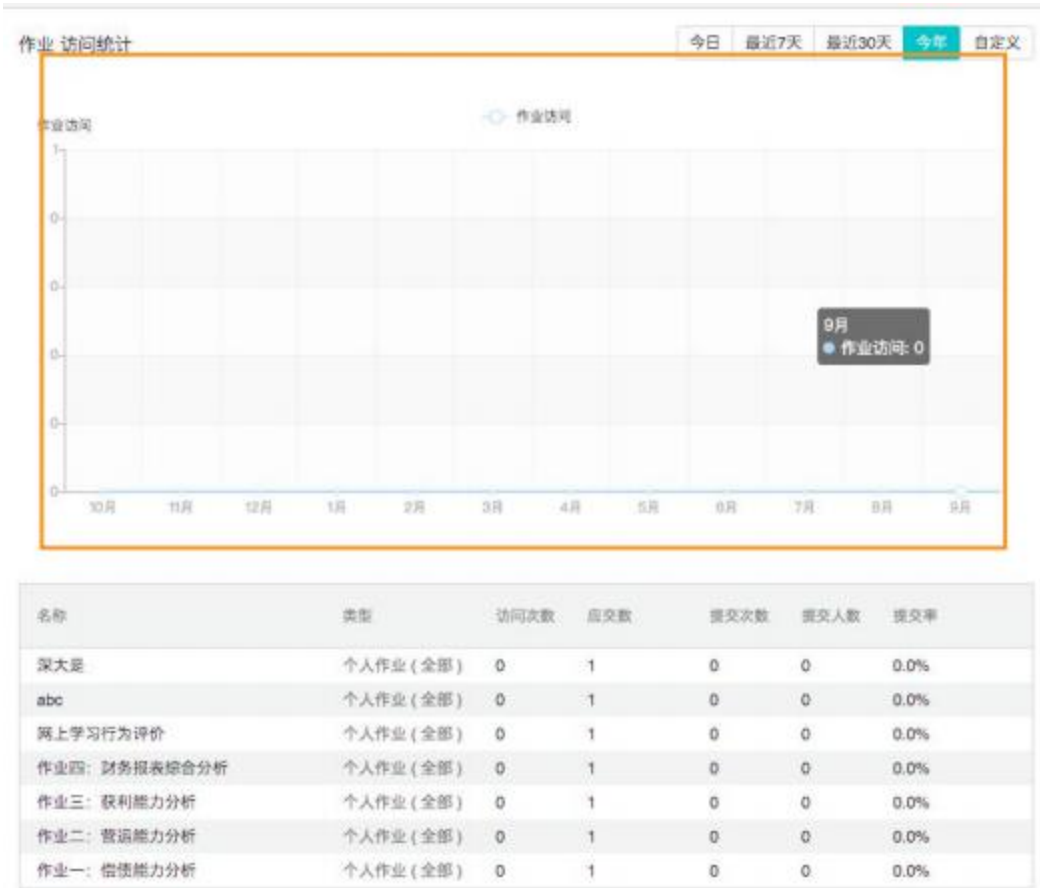 作业 访问统计 今日 最近7天 最近30天 今年 自定义
作业访问
作业访问
1
0
0
0
0
0
9月
作业访问: 0
10月 11月 12月 1月 2月 3月 4月 5月 6月 7月 8月 9月
名称 类型 访问次数 应交数 提交次数 提交人数 提交率
深大是 个人作业 ( 全部 ) 0 1 0 0 0.0%
abc 个人作业 ( 全部 ) 0 1 0 0 0.0%
网上学习行为评价 个人作业 ( 全部 ) 0 1 0 0 0.0%
作业四：财务报表综合分析 个人作业 ( 全部 ) 0 1 0 0 0.0%
作业三：获利能力分析 个人作业 ( 全部 ) 0 1 0 0 0.0%
作业二：营运能力分析 个人作业 ( 全部 ) 0 1 0 0 0.0%
作业一：偿债能力分析 个人作业 ( 全部 ) 0 1 0 0 0.0%